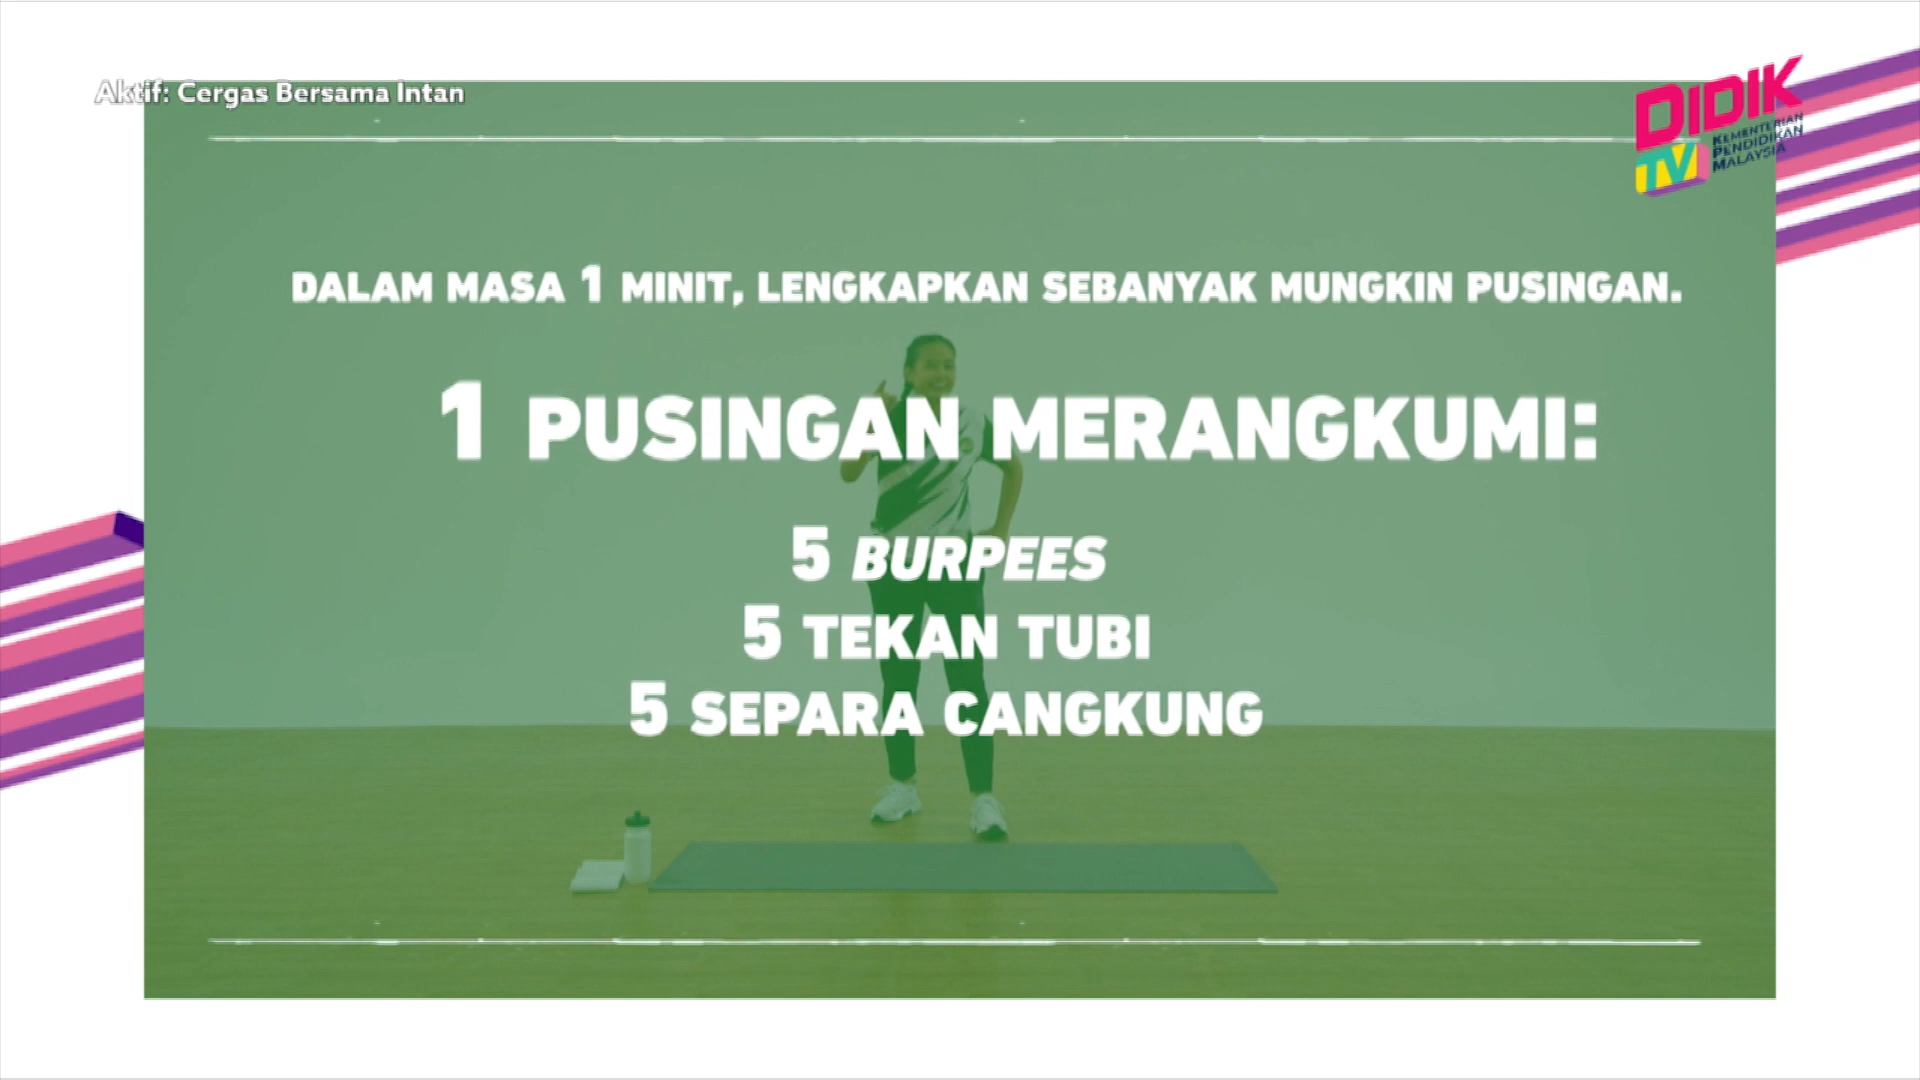 Aktif: Cergas Bersama Intan
DIDIK
TV
KEMENTERIAN
PENDIDIKAN
MALAYSIA
DALAM MASA 1 MINIT, LENGKAPKAN SEBANYAK MUNGKIN PUSINGAN.
1 PUSINGAN MERANGKUMI:
5 BURPEES
5 TEKAN TUBI
5 SEPARA CANGKUNG